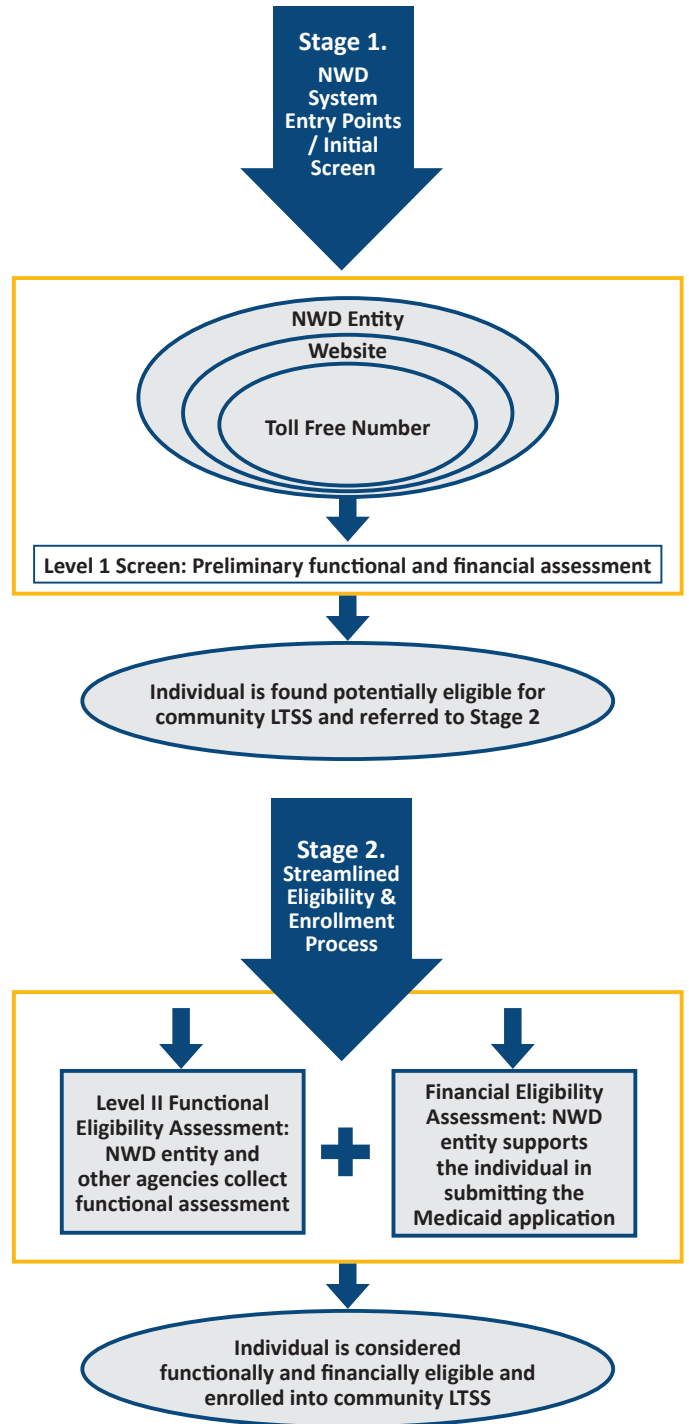 Stage 1.
NWD
System
Entry Points
/ Initial
Screen
NWD Entity
Website
Toll Free Number
Level 1 Screen: Preliminary functional and financial assessment
Individual is found potentially eligible for
community LTSS and referred to Stage 2
Stage 2.
Streamlined
Eligibility &
Enrollment
Process
Level II Functional
Eligibility Assessment:
NWD entity and
other agencies collect
functional assessment
Financial Eligibility
Assessment: NWD
entity supports
the individual in
submitting the
Medicaid application
Individual is considered
functionally and financially eligible and
enrolled into community LTSS